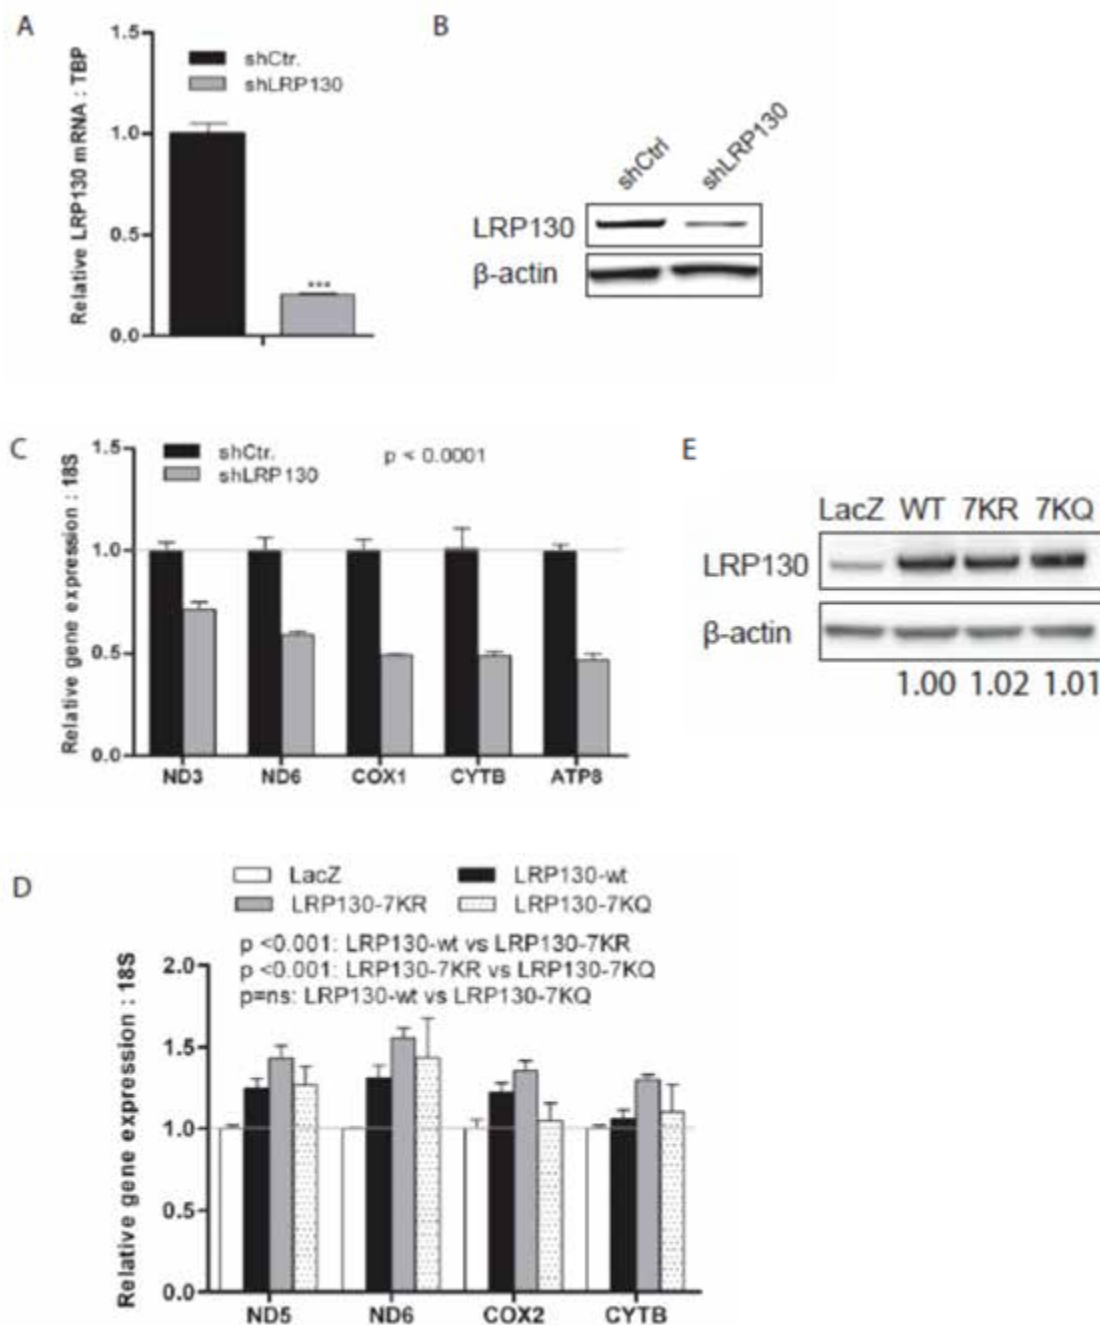 A
1.5
shCtr.
shLRP130
Relative LRP130 mRNA : TBP
1.0
0.5
***
0.0
B
shCtrl
shLRP130
LRP130
β-actin
C
1.5
shCtr.
shLRP130
p < 0.0001
Relative gene expression : 18S
1.0
0.5
0.0
ND3 ND6 COX1 CYTB ATP8
E
LacZ WT 7KR 7KQ
LRP130
β-actin
1.00 1.02 1.01
D
LacZ LRP130-wt
LRP130-7KR LRP130-7KQ
p <0.001: LRP130-wt vs LRP130-7KR
p <0.001: LRP130-7KR vs LRP130-7KQ
p=ns: LRP130-wt vs LRP130-7KQ
Relative gene expression : 18S
2.0
1.5
1.0
0.5
0.0
ND5 ND6 COX2 CYTB